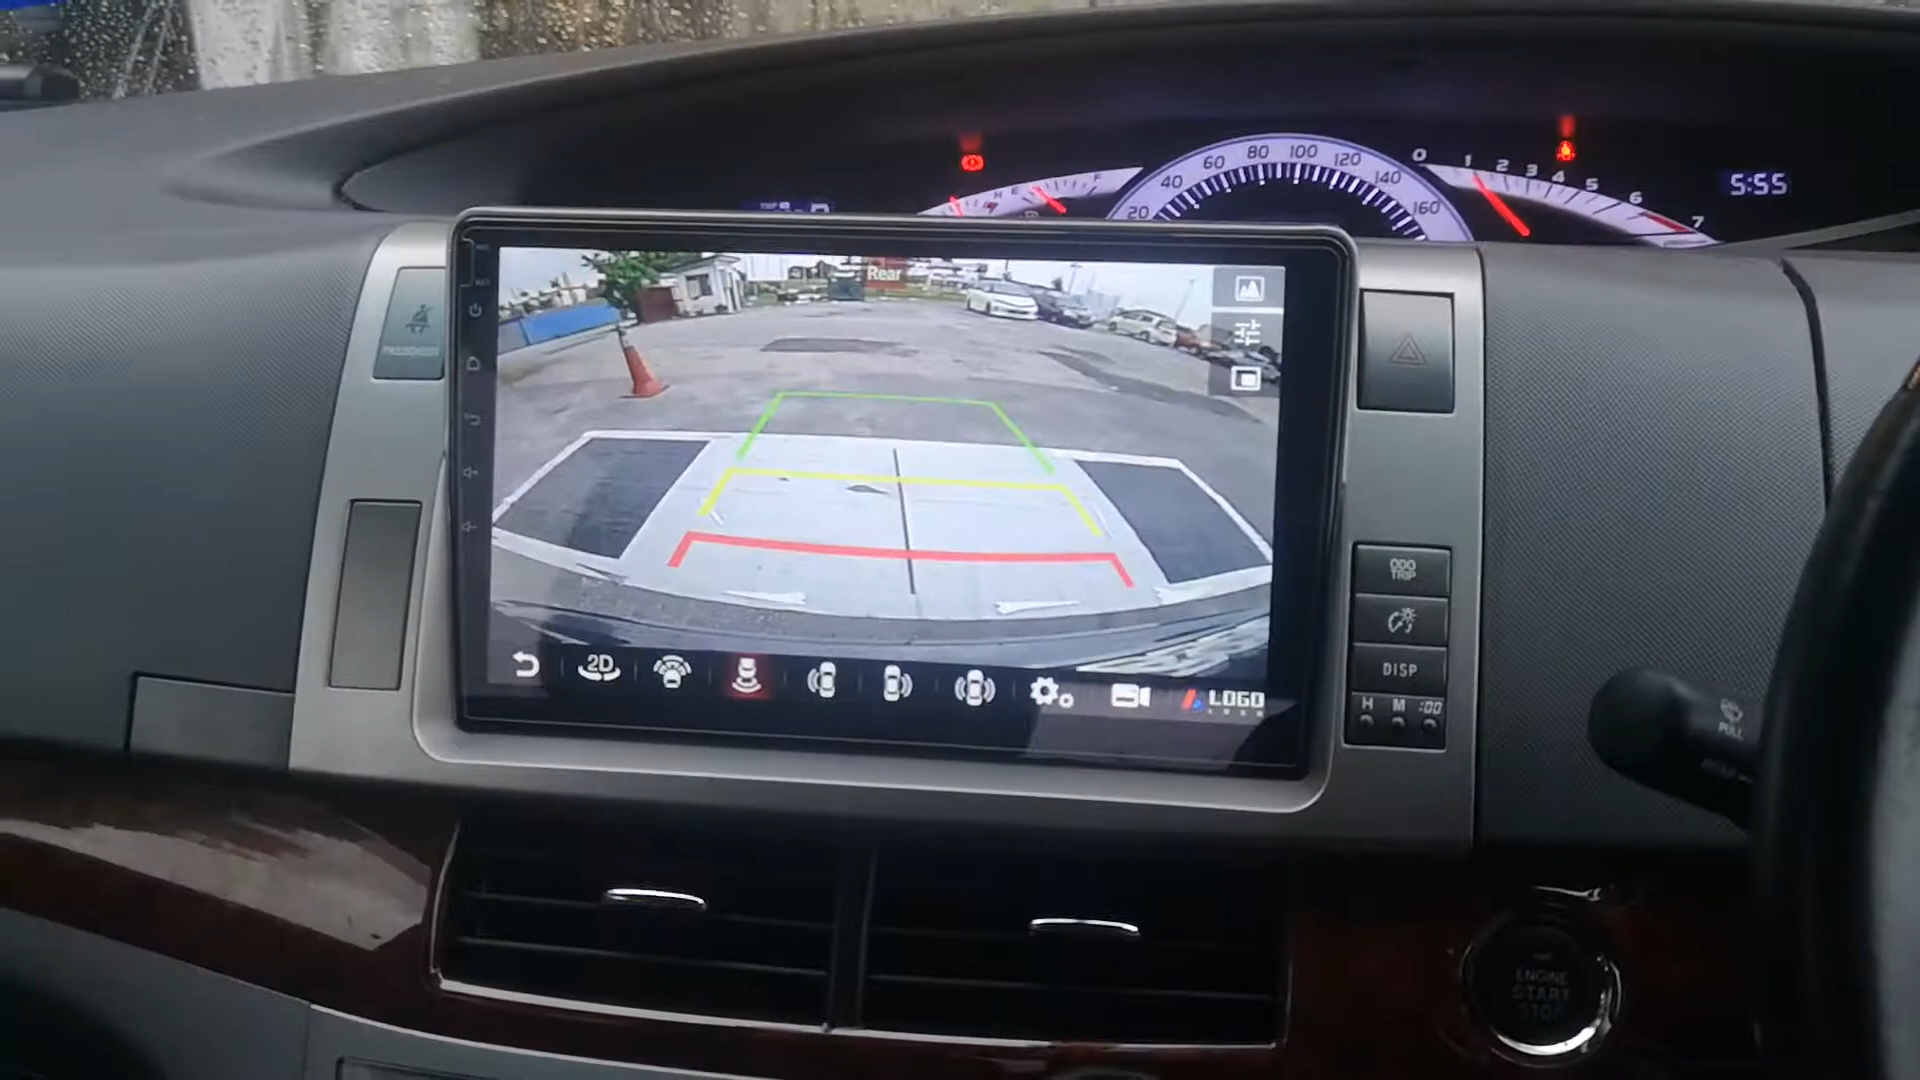 20 40 60 80 100 120 140 160
0 1 2 3 4 5 6 7
H E F
5:55
Rear
2D
LOGO
ODO
TRIP
DISP
H M :00
PULL
ENGINE
START
STOP